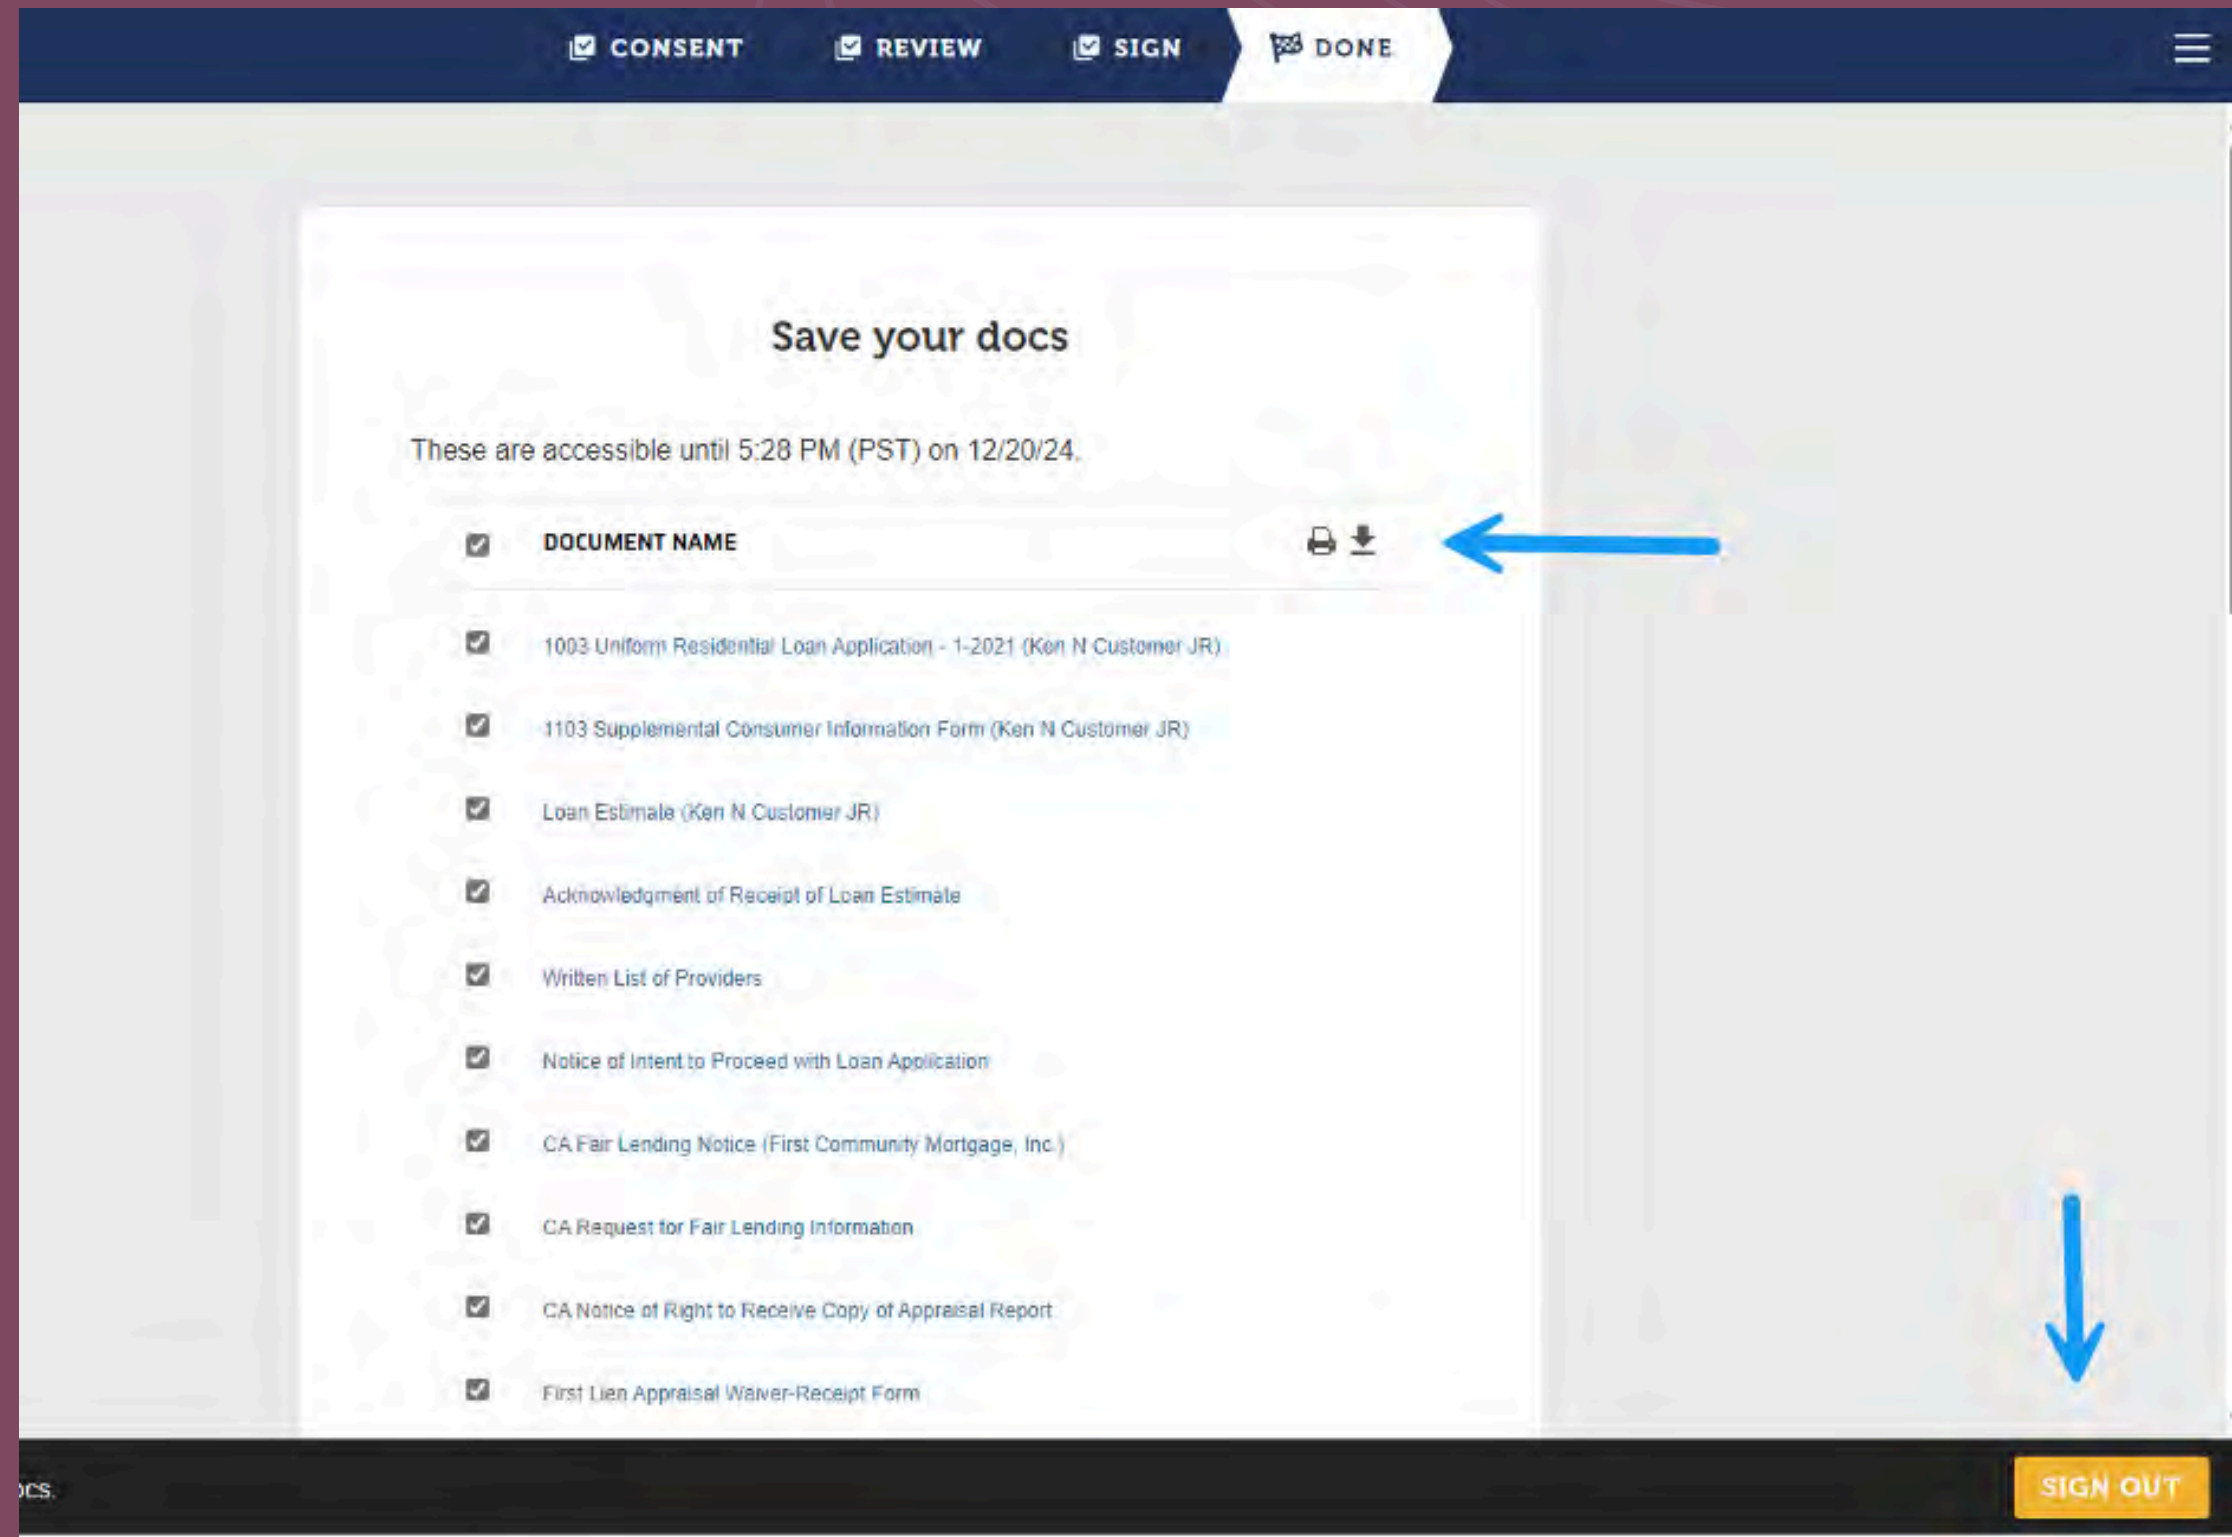 CONSENT REVIEW SIGN DONE
Save your docs
These are accessible until 5:28 PM (PST) on 12/20/24.
DOCUMENT NAME
1003 Uniform Residential Loan Application - 1-2021 (Ken N Customer JR)
1103 Supplemental Consumer Information Form (Ken N Customer JR)
Loan Estimate (Ken N Customer JR)
Acknowledgment of Receipt of Loan Estimate
Written List of Providers
Notice of Intent to Proceed with Loan Application
CA Fair Lending Notice (First Community Mortgage, Inc.)
CA Request for Fair Lending Information
CA Notice of Right to Receive Copy of Appraisal Report
First Lien Appraisal Waiver-Receipt Form
SIGN OUT